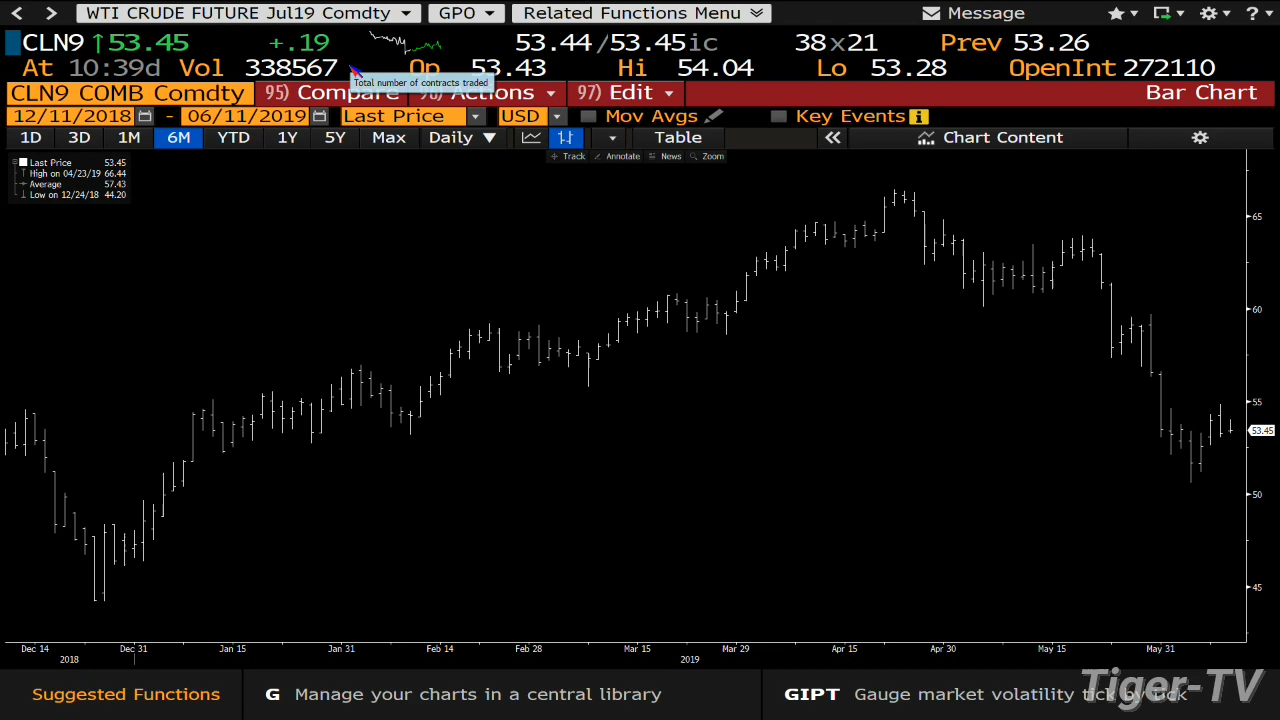 WTI CRUDE FUTURE Jul19 Comdty GPO Related Functions Menu Message ?
CLN9 ↑53.45 +.19 53.44/53.45ic 38x21 Prev 53.26
At 10:39d Vol 338567 Op 53.43 Hi 54.04 Lo 53.28 OpenInt 272110
Total number of contracts traded
CLN9 COMB Comdty 95) Compare Actions 97) Edit Bar Chart
12/11/2018 - 06/11/2019 Last Price USD Mov Avgs Key Events
1D 3D 1M 6M YTD 1Y 5Y Max Daily ▼ Table « Chart Content
Track Annotate News Zoom
Last Price 53.45
High on 04/23/19 66.44
Average 57.43
Low on 12/24/18 44.20
65
60
55
53.45
50
45
Dec 14 Dec 31 Jan 15 Jan 31 Feb 14 Feb 28 Mar 15 Mar 29 Apr 15 Apr 30 May 15 May 31
2018 2019
Suggested Functions G Manage your charts in a central library GIPT Gauge market volatility tick by tick
Tiger-TV